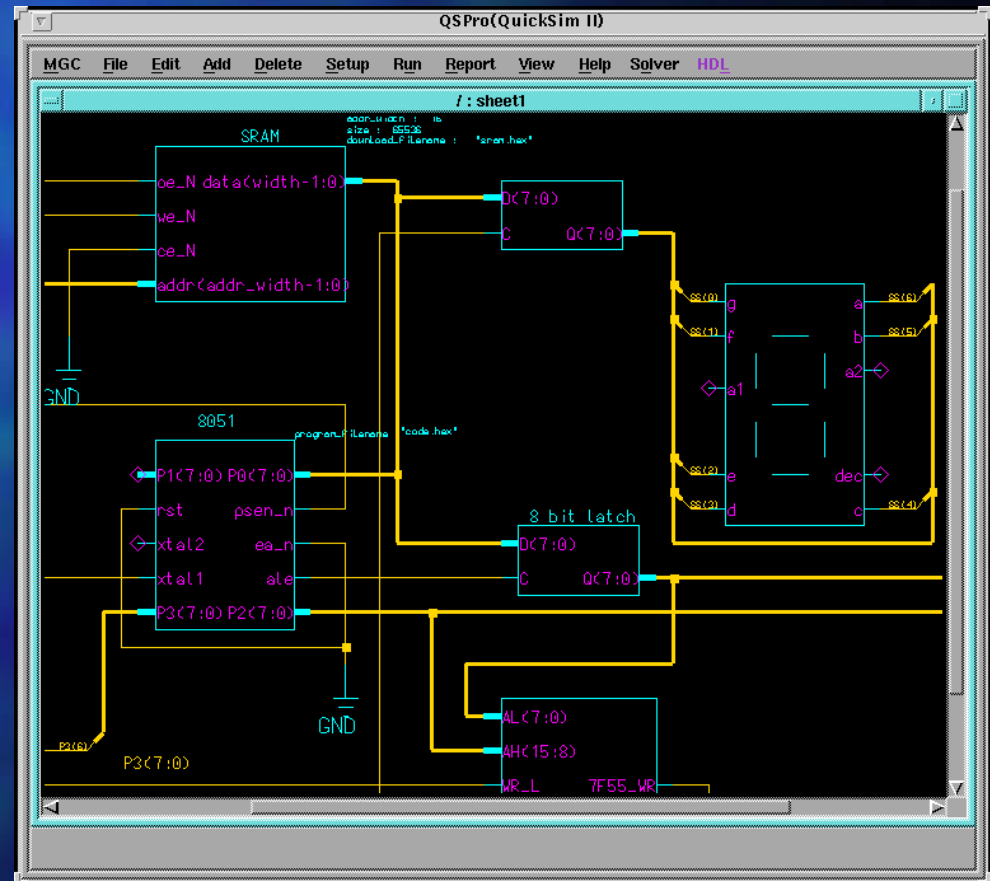 QSPro(QuickSim II)
MGC File Edit Add Delete Setup Run Report View Help Solver HDL
/ : sheet1
addr_width : 16
size : 65536
download_filename : "sram.hex"
SRAM
oe_N data(width-1:0)
we_N
ce_N
addr(addr_width-1:0)
GND
D(7:0)
C Q(7:0)
SS(0) g a SS(6)
SS(1) f b SS(5)
a1 a2
SS(2) e dec
SS(3) d c SS(4)
8051
program_filename "code.hex"
P1(7:0) P0(7:0)
rst psen_n
xtal2 ea_n
xtal1 ale
P3(7:0) P2(7:0)
8 bit latch
D(7:0)
C Q(7:0)
GND
P3(6)
P3(7:0)
AL(7:0)
AH(15:8)
WR_L 7F55_WR